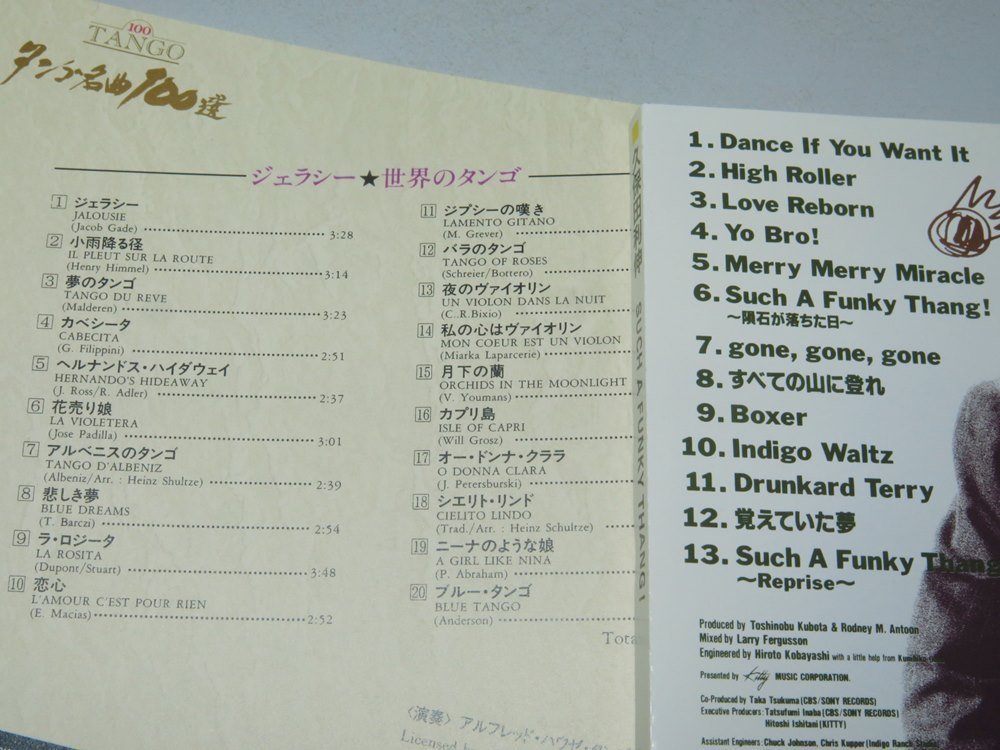 100
TANGO
タンゴ名曲100選
ジェラシー★世界のタンゴ
1 ジェラシー
JALOUSIE
(Jacob Gade) 3:28
2 小雨降る径
IL PLEUT SUR LA ROUTE
(Henry Himmel) 3:14
3 夢のタンゴ
TANGO DU REVE
(Malderen) 3:23
4 カベシータ
CABECITA
(G. Filippini) 2:51
5 ヘルナンドス・ハイダウェイ
HERNANDO'S HIDEAWAY
(J. Ross/R. Adler) 2:37
6 花売り娘
LA VIOLETERA
(Jose Padilla) 3:01
7 アルベニスのタンゴ
TANGO D'ALBENIZ
(Albeniz/Arr. : Heinz Shultze) 2:39
8 悲しき夢
BLUE DREAMS
(T. Barczi) 2:54
9 ラ・ロジータ
LA ROSITA
(Dupont/Stuart) 3:48
10 恋心
L'AMOUR C'EST POUR RIEN
(E. Macias) 2:52
11 ジプシーの嘆き
LAMENTO GITANO
(M. Grever)
12 バラのタンゴ
TANGO OF ROSES
(Schreier/Bottero)
13 夜のヴァイオリン
UN VIOLON DANS LA NUIT
(C..R.Bixio)
14 私の心はヴァイオリン
MON COEUR EST UN VIOLON
(Miarka Laparcerie)
15 月下の蘭
ORCHIDS IN THE MOONLIGHT
(V. Youmans)
16 カプリ島
ISLE OF CAPRI
(Will Grosz)
17 オー・ドンナ・クララ
O DONNA CLARA
(J. Petersburski)
18 シエリト・リンド
CIELITO LINDO
(Trad./Arr. : Heinz Schultze)
19 ニーナのような娘
A GIRL LIKE NINA
(P. Abraham)
20 ブルー・タンゴ
BLUE TANGO
(Anderson)
Tota
〈演奏〉アルフレッド・ハウゼ・タン
Licensed b
SUCH A FUNKY THANG!
1. Dance If You Want It
2. High Roller
3. Love Reborn
4. Yo Bro!
5. Merry Merry Miracle
6. Such A Funky Thang!
〜隕石が落ちた日〜
7. gone, gone, gone
8. すべての山に登れ
9. Boxer
10. Indigo Waltz
11. Drunkard Terry
12. 覚えていた夢
13. Such A Funky Thang
〜Reprise〜
Produced by Toshinobu Kubota & Rodney M. Antoon
Mixed by Larry Fergusson
Engineered by Hiroto Kobayashi with a little help from
Presented by Kitty MUSIC CORPORATION.
Co-Produced by Taka Tsukuma (CBS/SONY RECORDS)
Executive Producers: Tatsufumi Inaba (CBS/SONY RECORDS)
Hitoshi Ishitani (KITTY)
Assistant Engineers: Chuck Johnson, Chris Kupper (Indigo Ranch